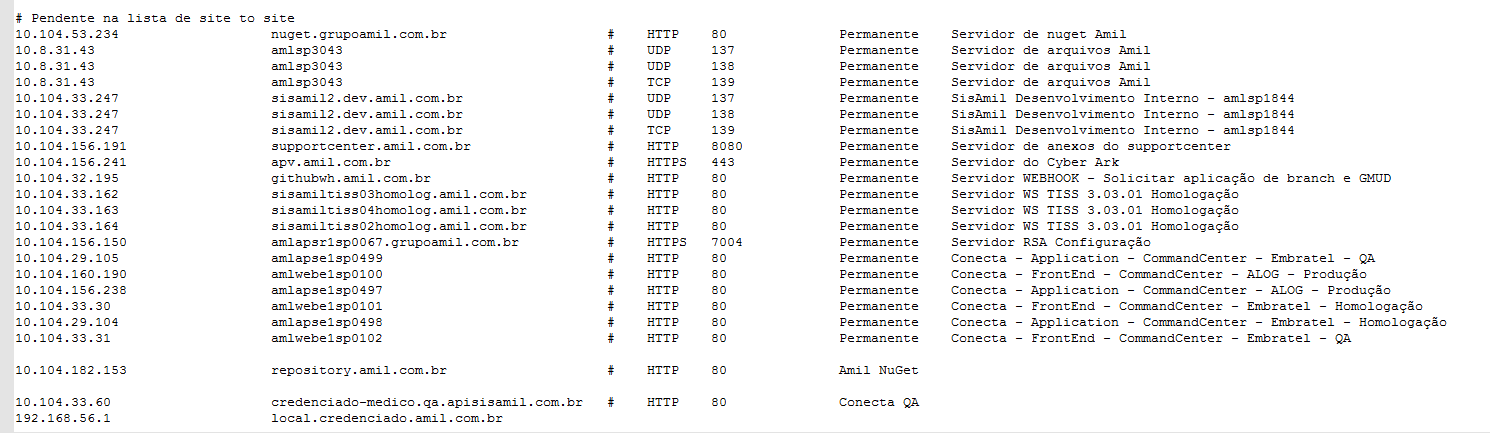 # Pendente na lista de site to site
10.104.53.234 nuget.grupoamil.com.br # HTTP 80 Permanente Servidor de nuget Amil
10.8.31.43 amlsp3043 # UDP 137 Permanente Servidor de arquivos Amil
10.8.31.43 amlsp3043 # UDP 138 Permanente Servidor de arquivos Amil
10.8.31.43 amlsp3043 # TCP 139 Permanente Servidor de arquivos Amil
10.104.33.247 sisamil2.dev.amil.com.br # UDP 137 Permanente SisAmil Desenvolvimento Interno - amlsp1844
10.104.33.247 sisamil2.dev.amil.com.br # UDP 138 Permanente SisAmil Desenvolvimento Interno - amlsp1844
10.104.33.247 sisamil2.dev.amil.com.br # TCP 139 Permanente SisAmil Desenvolvimento Interno - amlsp1844
10.104.156.191 supportcenter.amil.com.br # HTTP 8080 Permanente Servidor de anexos do supportcenter
10.104.156.241 apv.amil.com.br # HTTPS 443 Permanente Servidor do Cyber Ark
10.104.32.195 githubwh.amil.com.br # HTTP 80 Permanente Servidor WEBHOOK - Solicitar aplicação de branch e GMUD
10.104.33.162 sisamiltiss03homolog.amil.com.br # HTTP 80 Permanente Servidor WS TISS 3.03.01 Homologação
10.104.33.163 sisamiltiss04homolog.amil.com.br # HTTP 80 Permanente Servidor WS TISS 3.03.01 Homologação
10.104.33.164 sisamiltiss02homolog.amil.com.br # HTTP 80 Permanente Servidor WS TISS 3.03.01 Homologação
10.104.156.150 amlapsr1sp0067.grupoamil.com.br # HTTPS 7004 Permanente Servidor RSA Configuração
10.104.29.105 amlapse1sp0499 # HTTP 80 Permanente Conecta - Application - CommandCenter - Embratel - QA
10.104.160.190 amlwebe1sp0100 # HTTP 80 Permanente Conecta - FrontEnd - CommandCenter - ALOG - Produção
10.104.156.238 amlapse1sp0497 # HTTP 80 Permanente Conecta - Application - CommandCenter - ALOG - Produção
10.104.33.30 amlwebe1sp0101 # HTTP 80 Permanente Conecta - FrontEnd - CommandCenter - Embratel - Homologação
10.104.29.104 amlapse1sp0498 # HTTP 80 Permanente Conecta - Application - CommandCenter - Embratel - Homologação
10.104.33.31 amlwebe1sp0102 # HTTP 80 Permanente Conecta - FrontEnd - CommandCenter - Embratel - QA
10.104.182.153 repository.amil.com.br # HTTP 80 Amil NuGet
10.104.33.60 credenciado-medico.qa.apisisamil.com.br # HTTP 80 Conecta QA
192.168.56.1 local.credenciado.amil.com.br